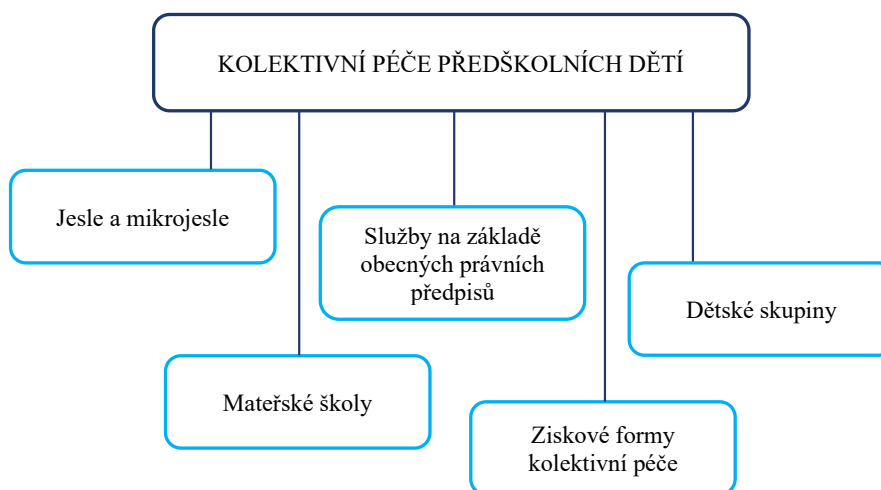 KOLEKTIVNÍ PÉČE PŘEDŠKOLNÍCH DĚTÍ
Jesle a mikrojesle
Služby na základě
obecných právních
předpisů
Dětské skupiny
Mateřské školy
Ziskové formy
kolektivní péče